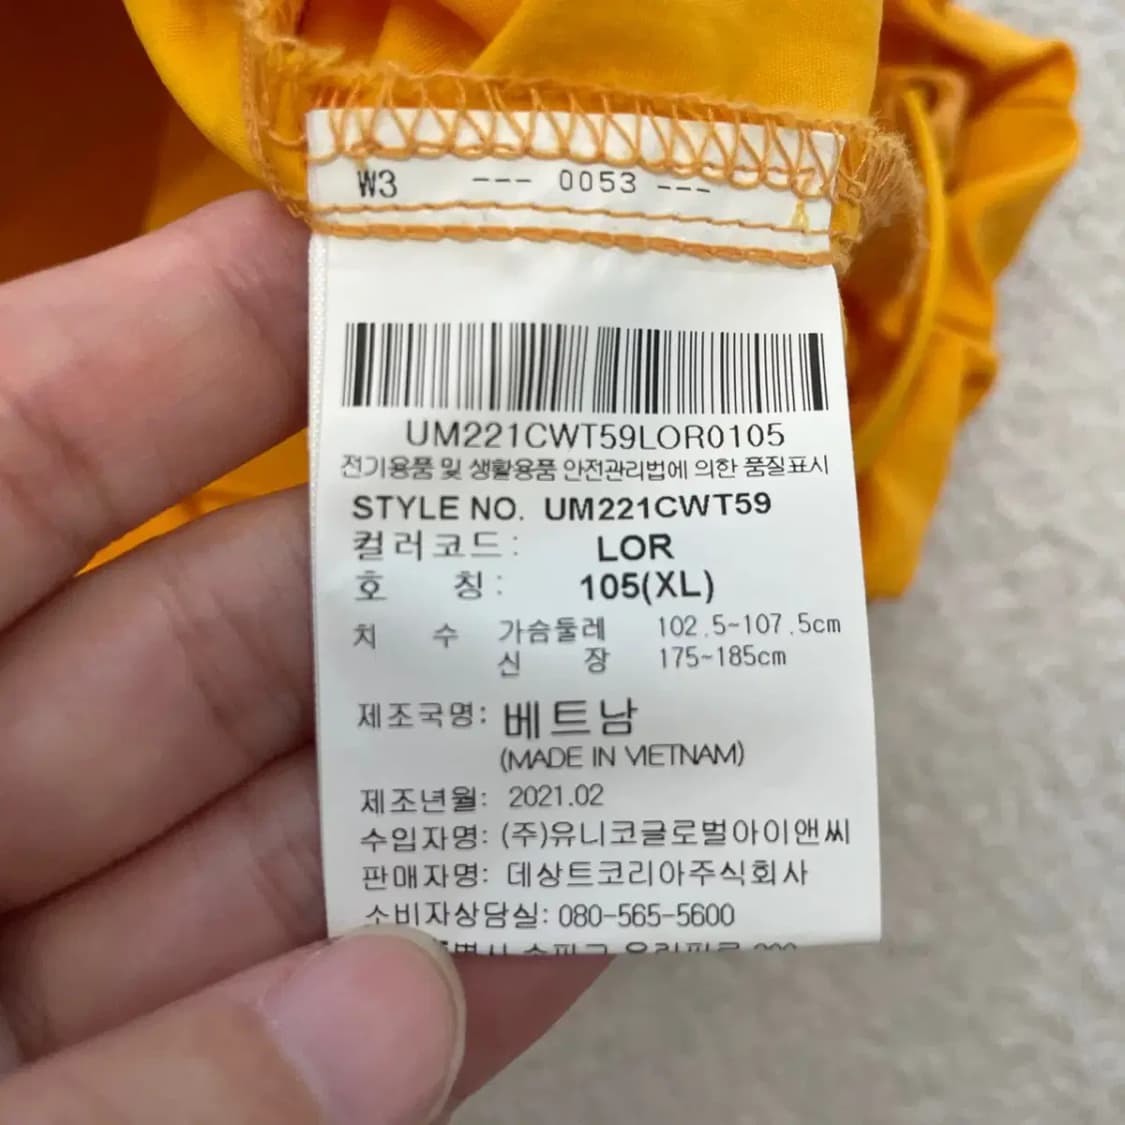 W3 --- 0053 ---
UM221CWT59LOR0105
전기용품 및 생활용품 안전관리법에 의한 품질표시
STYLE NO. UM221CWT59
컬러코드: LOR
호 칭: 105(XL)
치 수 가슴둘레 102.5~107.5cm
신 장 175~185cm
제조국명: 베트남
(MADE IN VIETNAM)
제조년월: 2021.02
수입자명: (주)유니코글로벌아이앤씨
판매자명: 데상트코리아주식회사
소비자상담실: 080-565-5600